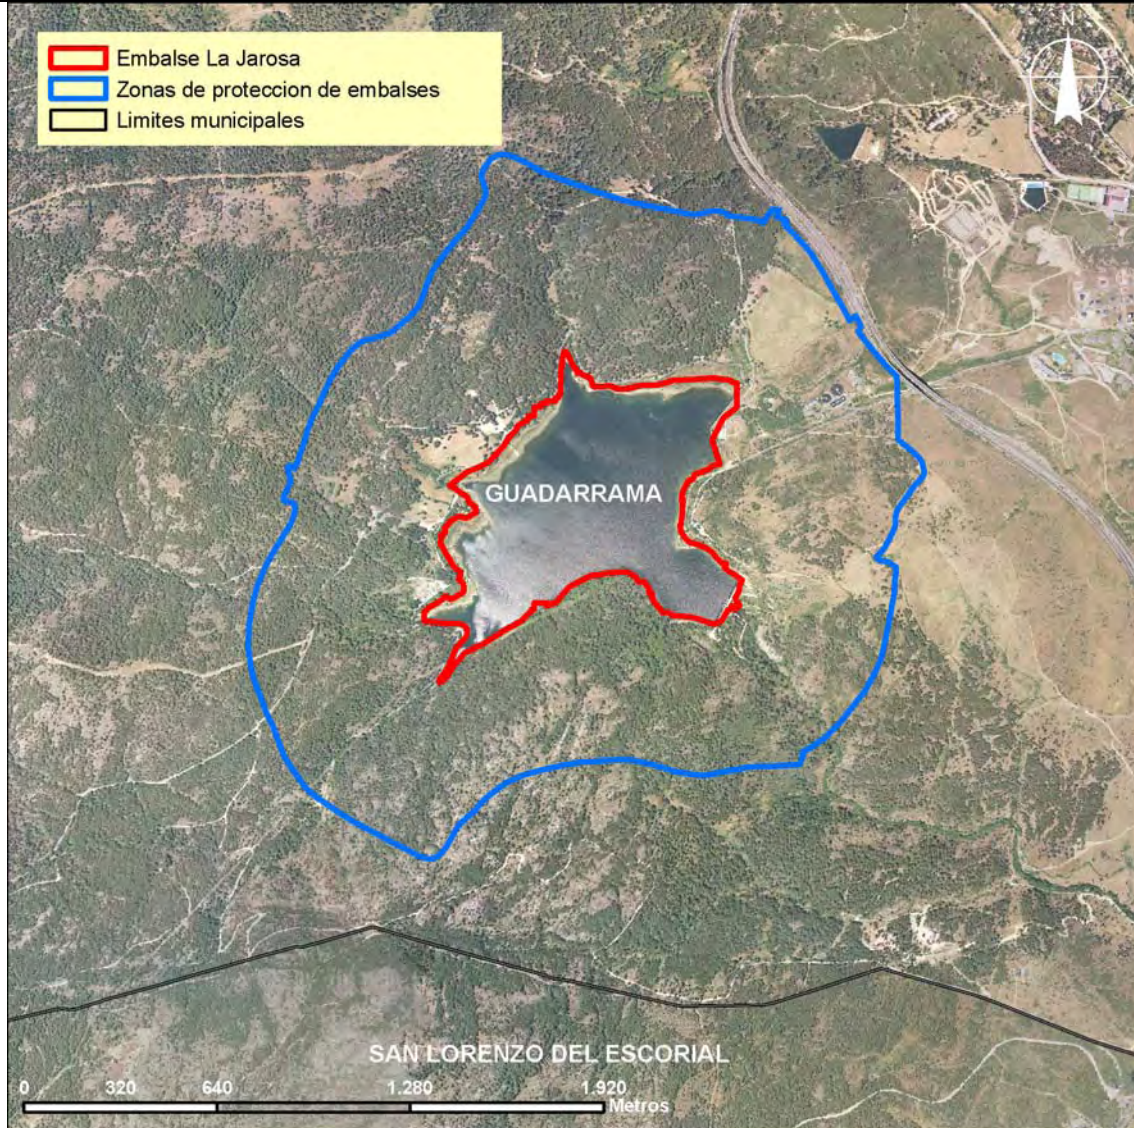 N
Embalse La Jarosa
Zonas de proteccion de embalses
Limites municipales
GUADARRAMA
SAN LORENZO DEL ESCORIAL
0 320 640 1.280 1.920
Metros